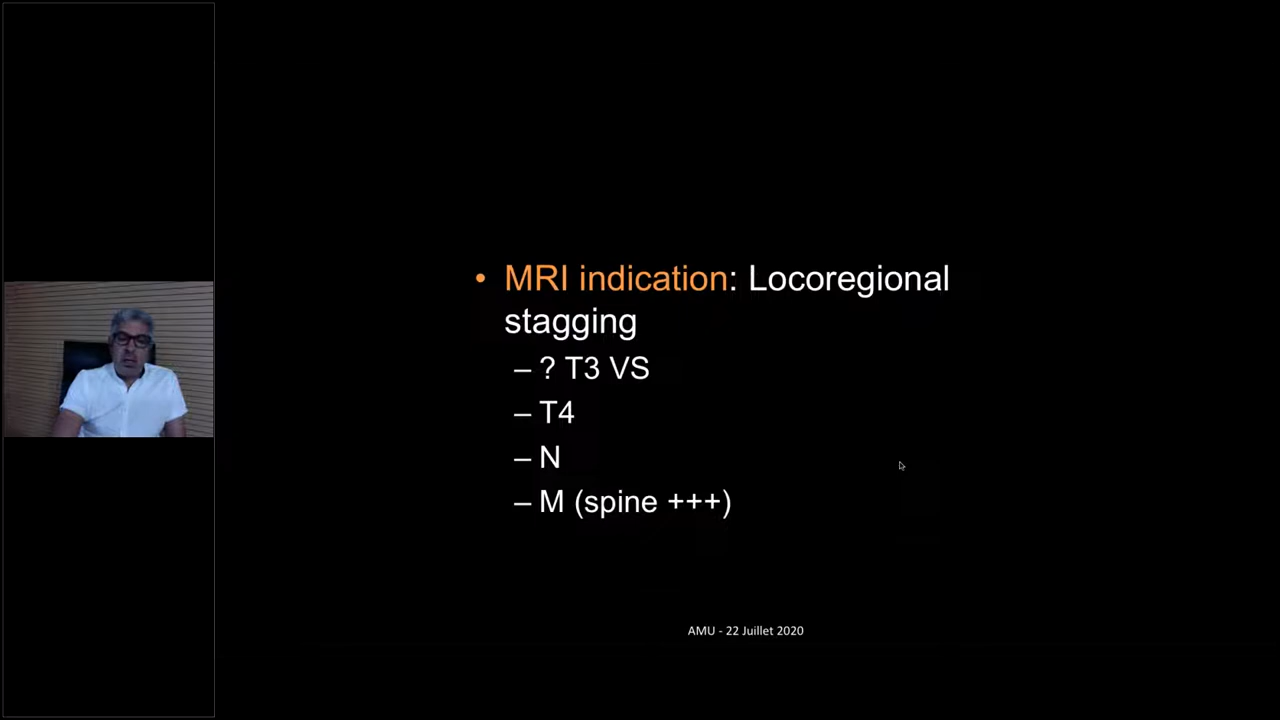 • MRI indication: Locoregional
stagging
– ? T3 VS
– T4
– N
– M (spine +++)
AMU - 22 Juillet 2020